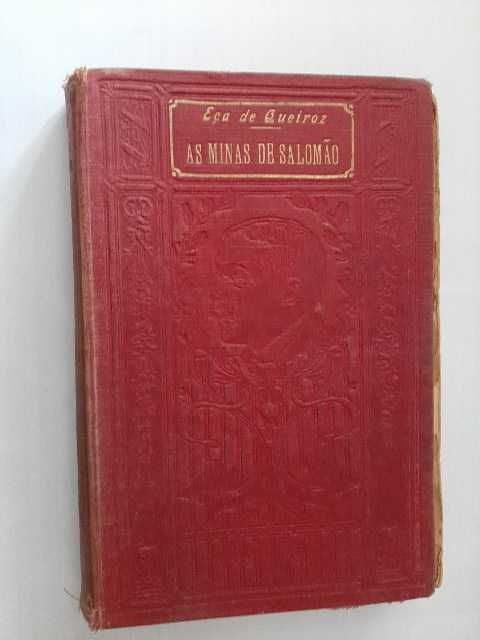 Eça de Queiroz
AS MINAS DE SALOMÃO